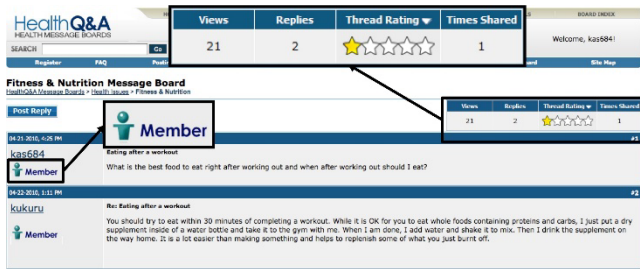 HealthQ&A
HEALTH MESSAGE BOARDS
BOARD INDEX
Welcome, kas684!
SEARCH Go
Register FAQ Site Map
Views Replies Thread Rating Times Shared
21 2 1
Fitness & Nutrition Message Board
HealthQ&A Message Boards > Health Issues > Fitness & Nutrition
Post Reply
Member
Views Replies Thread Rating Times Shared
21 2 1
04-21-2010, 4:25 PM #1
kas684
Member
Eating after a workout
What is the best food to eat right after working out and when after working out should I eat?
04-22-2010, 1:11 PM #2
kukuru
Member
Re: Eating after a workout
You should try to eat within 30 minutes of completing a workout. While it is OK for you to eat whole foods containing proteins and carbs, I just put a dry
supplement inside of a water bottle and take it to the gym with me. When I am done, I add water and shake it to mix. Then I drink the supplement on
the way home. It is a lot easier than making something and helps to replenish some of what you just burnt off.